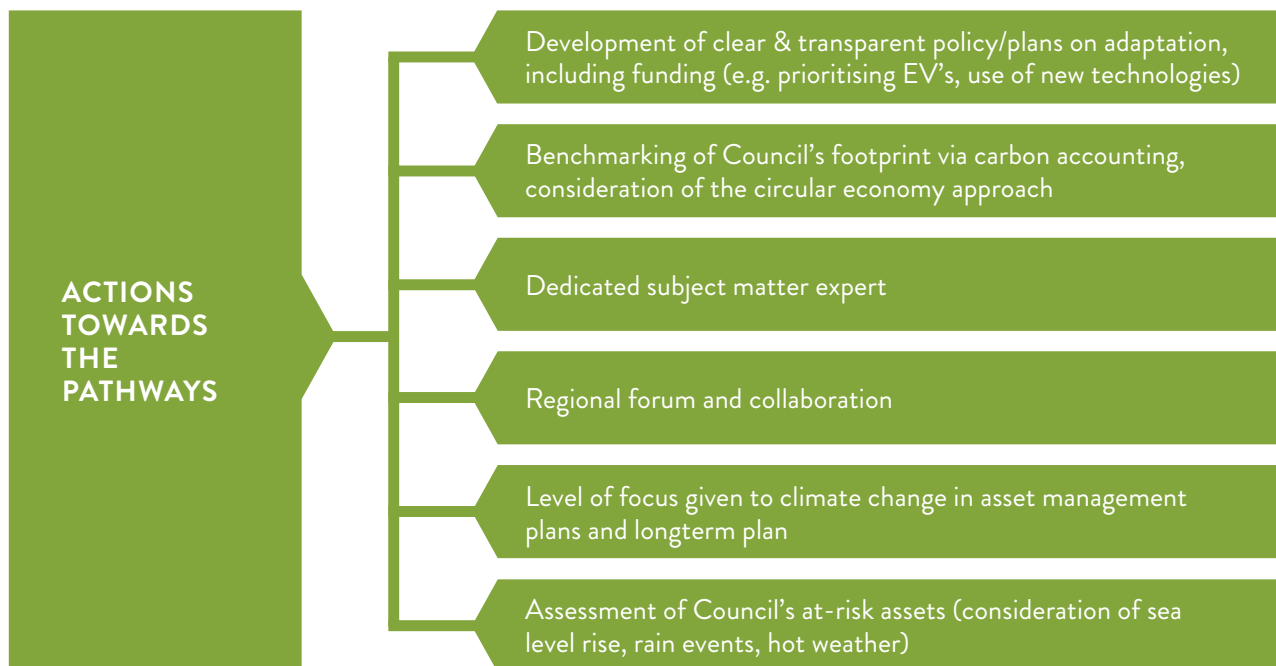 ACTIONS
TOWARDS
THE
PATHWAYS
Development of clear & transparent policy/plans on adaptation,
including funding (e.g. prioritising EV's, use of new technologies)
Benchmarking of Council's footprint via carbon accounting,
consideration of the circular economy approach
Dedicated subject matter expert
Regional forum and collaboration
Level of focus given to climate change in asset management
plans and longterm plan
Assessment of Council's at-risk assets (consideration of sea
level rise, rain events, hot weather)